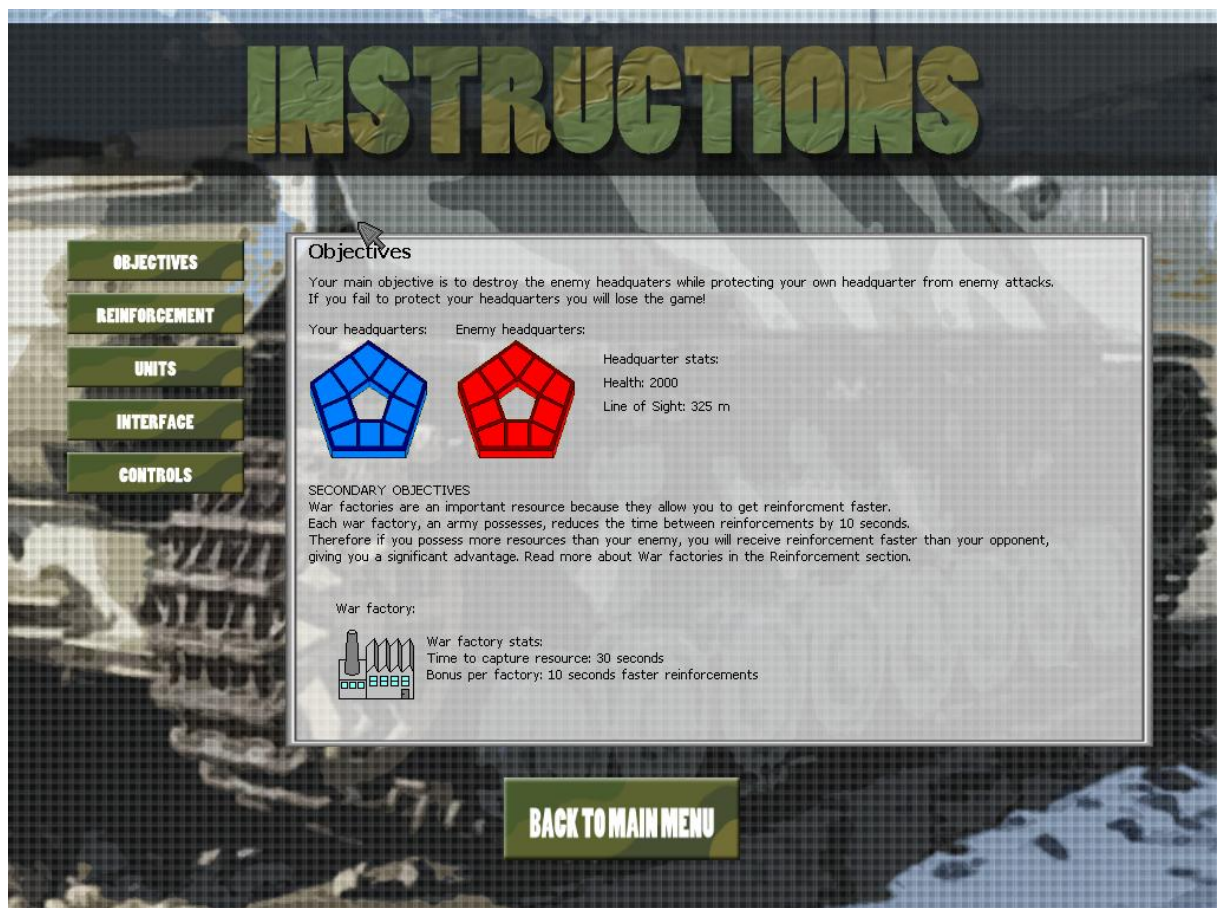 INSTRUCTIONS
OBJECTIVES
REINFORCEMENT
UNITS
INTERFACE
CONTROLS
Objectives
Your main objective is to destroy the enemy headquaters while protecting your own headquarter from enemy attacks.
If you fail to protect your headquarters you will lose the game!
Your headquarters: Enemy headquarters:
Headquarter stats:
Health: 2000
Line of Sight: 325 m
SECONDARY OBJECTIVES
War factories are an important resource because they allow you to get reinforcment faster.
Each war factory, an army possesses, reduces the time between reinforcements by 10 seconds.
Therefore if you possess more resources than your enemy, you will receive reinforcement faster than your opponent,
giving you a significant advantage. Read more about War factories in the Reinforcement section.
War factory:
War factory stats:
Time to capture resource: 30 seconds
Bonus per factory: 10 seconds faster reinforcements
BACK TO MAIN MENU